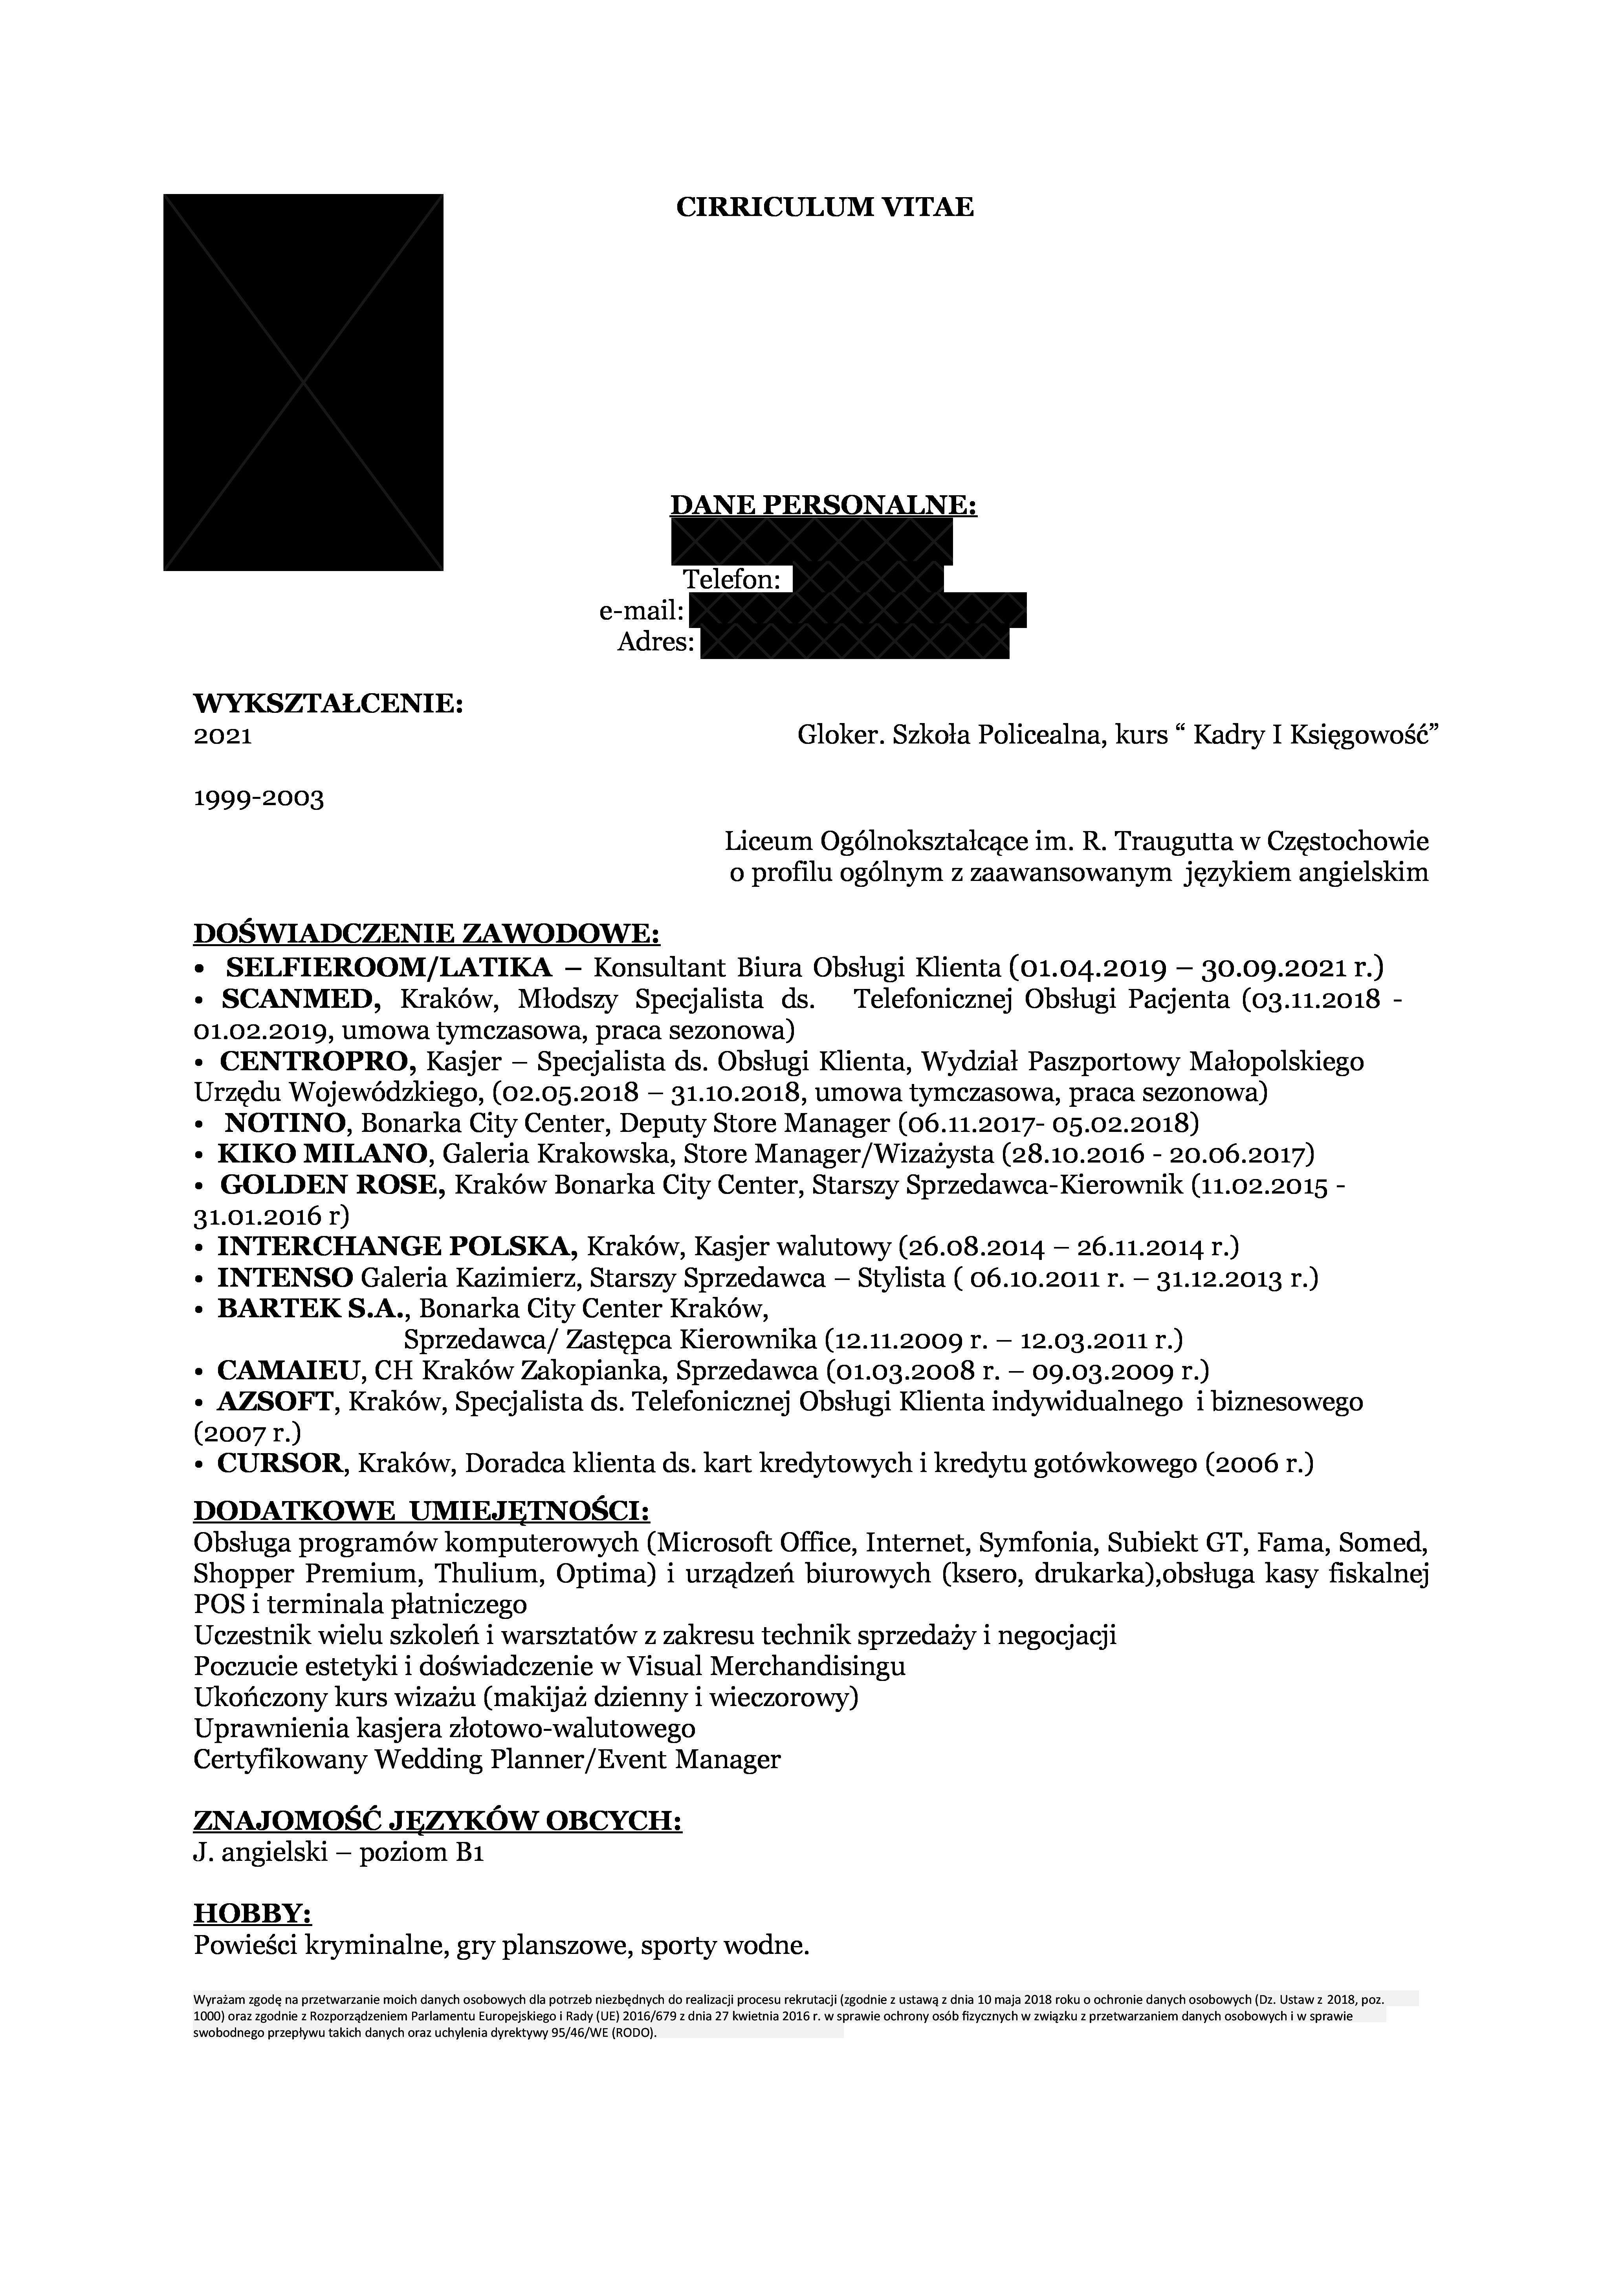 CIRRICULUM VITAE
DANE PERSONALNE:
Telefon:
e-mail:
Adres:
WYKSZTAŁCENIE:
2021 Gloker. Szkoła Policealna, kurs “ Kadry I Księgowość”
1999-2003
Liceum Ogólnokształcące im. R. Traugutta w Częstochowie
o profilu ogólnym z zaawansowanym językiem angielskim
DOŚWIADCZENIE ZAWODOWE:
• SELFIEROOM/LATIKA – Konsultant Biura Obsługi Klienta (01.04.2019 – 30.09.2021 r.)
• SCANMED, Kraków, Młodszy Specjalista ds. Telefonicznej Obsługi Pacjenta (03.11.2018 -
01.02.2019, umowa tymczasowa, praca sezonowa)
• CENTROPRO, Kasjer – Specjalista ds. Obsługi Klienta, Wydział Paszportowy Małopolskiego
Urzędu Wojewódzkiego, (02.05.2018 – 31.10.2018, umowa tymczasowa, praca sezonowa)
• NOTINO, Bonarka City Center, Deputy Store Manager (06.11.2017- 05.02.2018)
• KIKO MILANO, Galeria Krakowska, Store Manager/Wizażysta (28.10.2016 - 20.06.2017)
• GOLDEN ROSE, Kraków Bonarka City Center, Starszy Sprzedawca-Kierownik (11.02.2015 -
31.01.2016 r)
• INTERCHANGE POLSKA, Kraków, Kasjer walutowy (26.08.2014 – 26.11.2014 r.)
• INTENSO Galeria Kazimierz, Starszy Sprzedawca – Stylista ( 06.10.2011 r. – 31.12.2013 r.)
• BARTEK S.A., Bonarka City Center Kraków,
Sprzedawca/ Zastępca Kierownika (12.11.2009 r. – 12.03.2011 r.)
• CAMAIEU, CH Kraków Zakopianka, Sprzedawca (01.03.2008 r. – 09.03.2009 r.)
• AZSOFT, Kraków, Specjalista ds. Telefonicznej Obsługi Klienta indywidualnego i biznesowego
(2007 r.)
• CURSOR, Kraków, Doradca klienta ds. kart kredytowych i kredytu gotówkowego (2006 r.)
DODATKOWE UMIEJĘTNOŚCI:
Obsługa programów komputerowych (Microsoft Office, Internet, Symfonia, Subiekt GT, Fama, Somed,
Shopper Premium, Thulium, Optima) i urządzeń biurowych (ksero, drukarka),obsługa kasy fiskalnej
POS i terminala płatniczego
Uczestnik wielu szkoleń i warsztatów z zakresu technik sprzedaży i negocjacji
Poczucie estetyki i doświadczenie w Visual Merchandisingu
Ukończony kurs wizażu (makijaż dzienny i wieczorowy)
Uprawnienia kasjera złotowo-walutowego
Certyfikowany Wedding Planner/Event Manager
ZNAJOMOŚĆ JĘZYKÓW OBCYCH:
J. angielski – poziom B1
HOBBY:
Powieści kryminalne, gry planszowe, sporty wodne.
Wyrażam zgodę na przetwarzanie moich danych osobowych dla potrzeb niezbędnych do realizacji procesu rekrutacji (zgodnie z ustawą z dnia 10 maja 2018 roku o ochronie danych osobowych (Dz. Ustaw z 2018, poz.
1000) oraz zgodnie z Rozporządzeniem Parlamentu Europejskiego i Rady (UE) 2016/679 z dnia 27 kwietnia 2016 r. w sprawie ochrony osób fizycznych w związku z przetwarzaniem danych osobowych i w sprawie
swobodnego przepływu takich danych oraz uchylenia dyrektywy 95/46/WE (RODO).